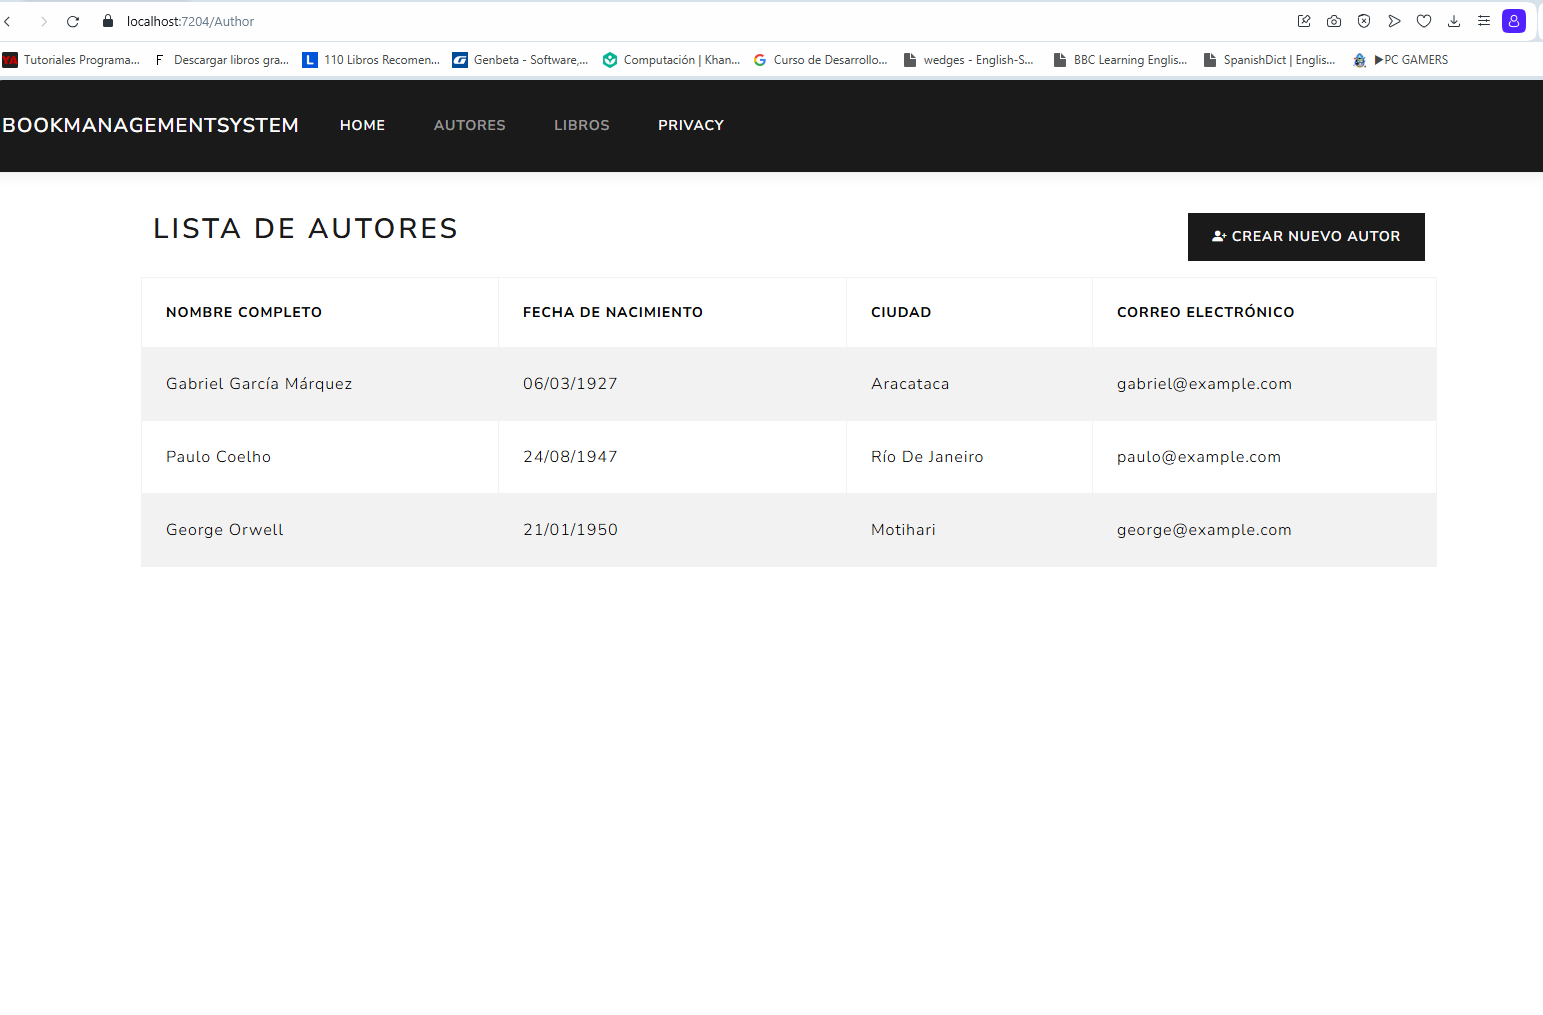 localhost:7204/Author
Tutoriales Programa... F Descargar libros gra... L 110 Libros Recomen... Genbeta - Software,... Computación | Khan... Curso de Desarrollo... wedges - English-S... BBC Learning Englis... SpanishDict | Englis... ▶PC GAMERS
BOOKMANAGEMENTSYSTEM HOME AUTORES LIBROS PRIVACY
LISTA DE AUTORES
CREAR NUEVO AUTOR
NOMBRE COMPLETO FECHA DE NACIMIENTO CIUDAD CORREO ELECTRÓNICO
Gabriel García Márquez 06/03/1927 Aracataca gabriel@example.com
Paulo Coelho 24/08/1947 Río De Janeiro paulo@example.com
George Orwell 21/01/1950 Motihari george@example.com